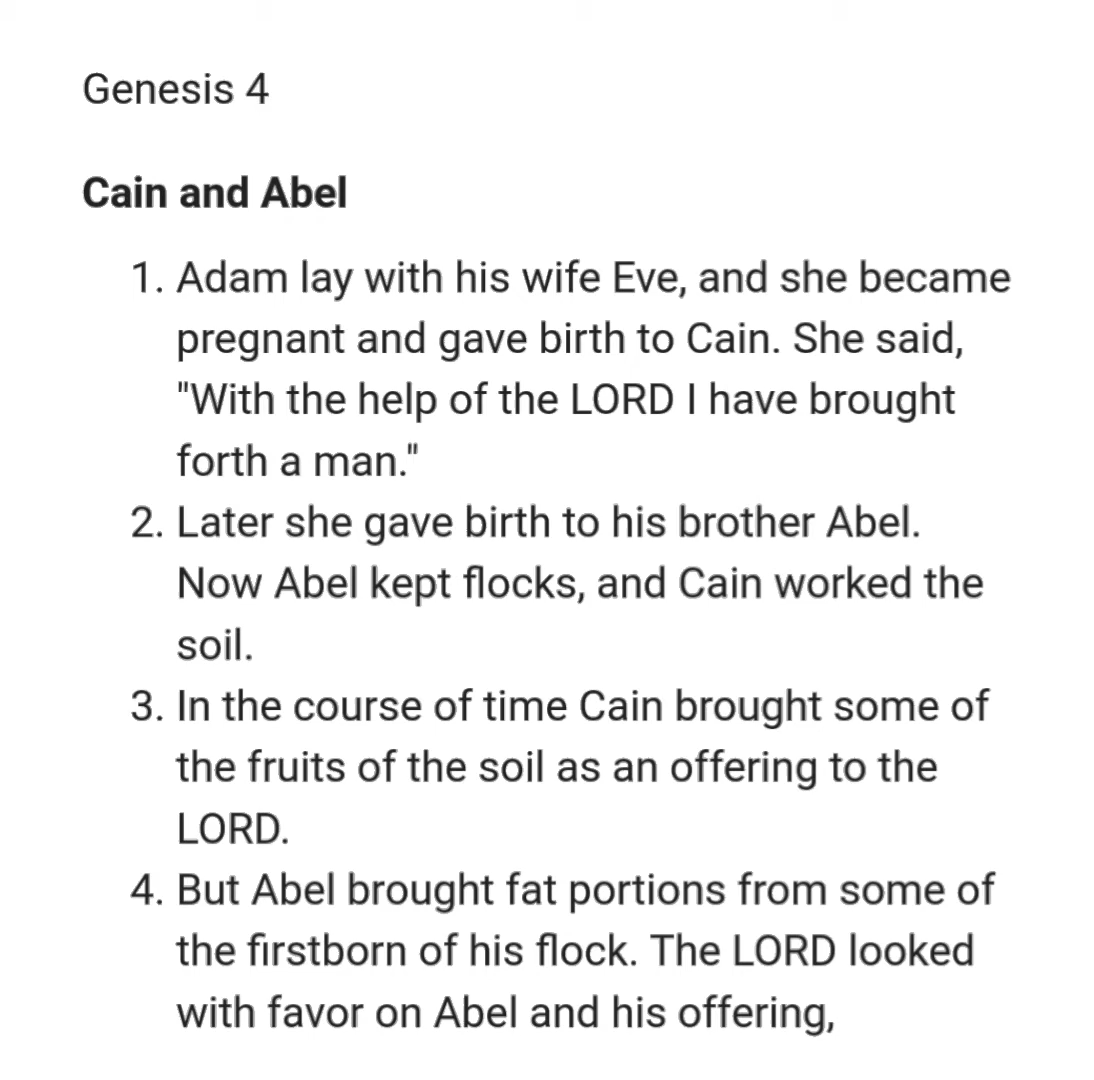 Genesis 4
Cain and Abel
1. Adam lay with his wife Eve, and she became
pregnant and gave birth to Cain. She said,
"With the help of the LORD I have brought
forth a man."
2. Later she gave birth to his brother Abel.
Now Abel kept flocks, and Cain worked the
soil.
3. In the course of time Cain brought some of
the fruits of the soil as an offering to the
LORD.
4. But Abel brought fat portions from some of
the firstborn of his flock. The LORD looked
with favor on Abel and his offering,